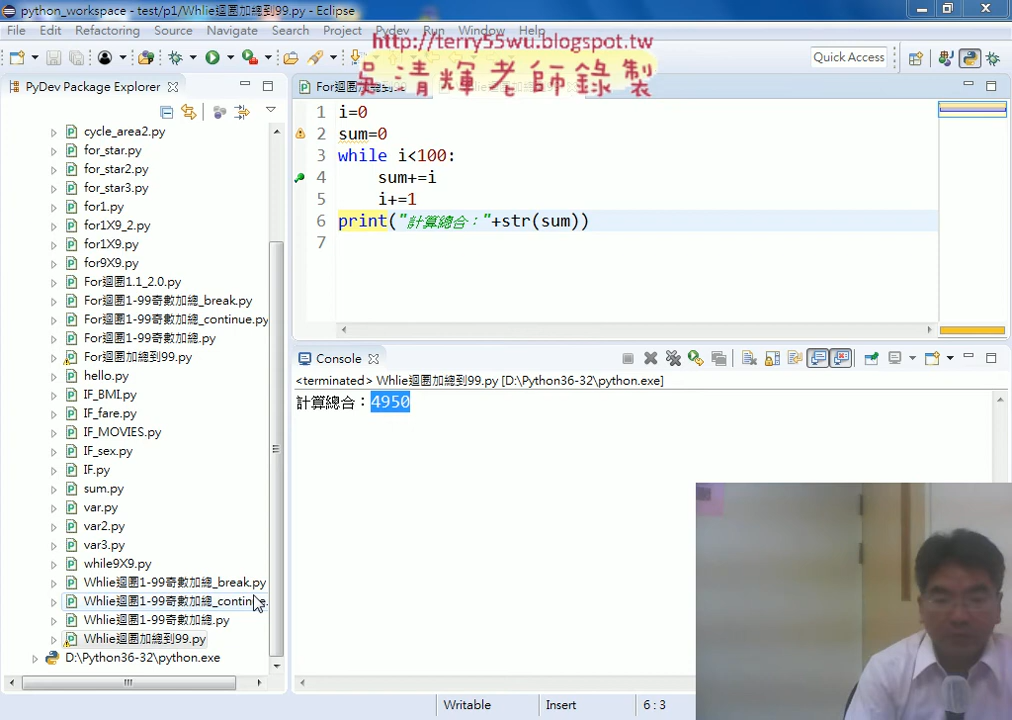 python_workspace - test/p1/Whlie迴圈加總到99.py - Eclipse
File Edit Refactoring Source Navigate Search Project Pydev Run Window Help
http://terry55wu.blogspot.tw
吳清輝老師錄製
Quick Access
PyDev Package Explorer
cycle_area2.py
for_star.py
for_star2.py
for_star3.py
for1.py
for1X9_2.py
for1X9.py
for9X9.py
For迴圈1.1_2.0.py
For迴圈1-99奇數加總_break.py
For迴圈1-99奇數加總_continue.py
For迴圈1-99奇數加總.py
For迴圈加總到99.py
hello.py
IF_BMI.py
IF_fare.py
IF_MOVIES.py
IF_sex.py
IF.py
sum.py
var.py
var2.py
var3.py
while9X9.py
Whlie迴圈1-99奇數加總_break.py
Whlie迴圈1-99奇數加總_continue.
Whlie迴圈1-99奇數加總.py
Whlie迴圈加總到99.py
D:\Python36-32\python.exe
1 i=0
2 sum=0
3 while i<100:
4 sum+=i
5 i+=1
6 print("計算總合："+str(sum))
7
Console
<terminated> Whlie迴圈加總到99.py [D:\Python36-32\python.exe]
計算總合：4950
Writable Insert 6 : 3